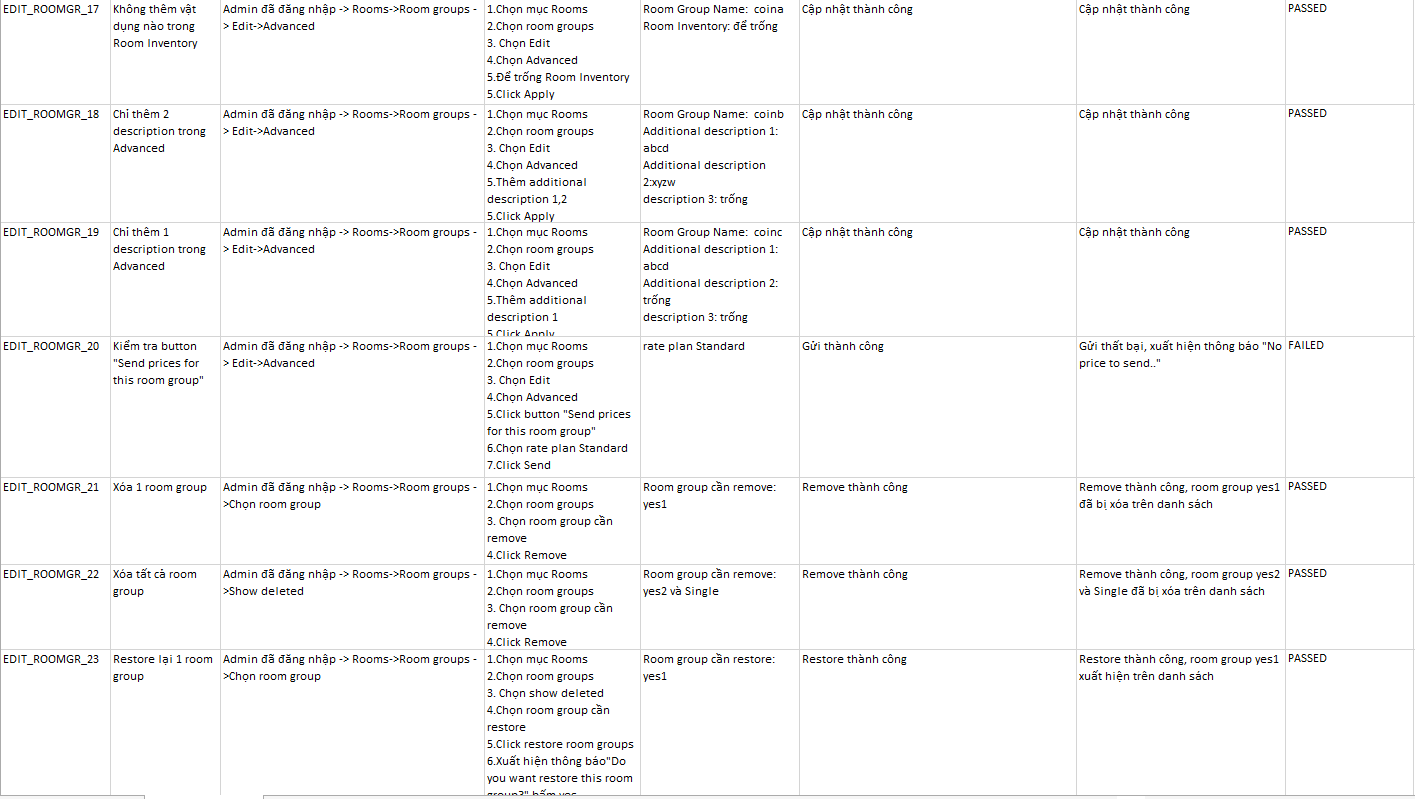 EDIT_ROOMGR_17
Không thêm vật
dụng nào trong
Room Inventory
Admin đã đăng nhập -> Rooms->Room groups -
> Edit->Advanced
1.Chọn mục Rooms
2.Chọn room groups
3. Chọn Edit
4.Chọn Advanced
5.Để trống Room Inventory
5.Click Apply
Room Group Name:  coina
Room Inventory: để trống
Cập nhật thành công
Cập nhật thành công
PASSED
EDIT_ROOMGR_18
Chỉ thêm 2
description trong
Advanced
Admin đã đăng nhập -> Rooms->Room groups -
> Edit->Advanced
1.Chọn mục Rooms
2.Chọn room groups
3. Chọn Edit
4.Chọn Advanced
5.Thêm additional
description 1,2
5.Click Apply
Room Group Name:  coinb
Additional description 1:
abcd
Additional description
2:xyzw
description 3: trống
Cập nhật thành công
Cập nhật thành công
PASSED
EDIT_ROOMGR_19
Chỉ thêm 1
description trong
Advanced
Admin đã đăng nhập -> Rooms->Room groups -
> Edit->Advanced
1.Chọn mục Rooms
2.Chọn room groups
3. Chọn Edit
4.Chọn Advanced
5.Thêm additional
description 1
5.Click Apply
Room Group Name:  coinc
Additional description 1:
abcd
Additional description 2:
trống
description 3: trống
Cập nhật thành công
Cập nhật thành công
PASSED
EDIT_ROOMGR_20
Kiểm tra button
"Send prices for
this room group"
Admin đã đăng nhập -> Rooms->Room groups -
> Edit->Advanced
1.Chọn mục Rooms
2.Chọn room groups
3. Chọn Edit
4.Chọn Advanced
5.Click button "Send prices
for this room group"
6.Chọn rate plan Standard
7.Click Send
rate plan Standard
Gửi thành công
Gửi thất bại, xuất hiện thông báo "No
price to send.."
FAILED
EDIT_ROOMGR_21
Xóa 1 room group
Admin đã đăng nhập -> Rooms->Room groups -
>Chọn room group
1.Chọn mục Rooms
2.Chọn room groups
3. Chọn room group cần
remove
4.Click Remove
Room group cần remove:
yes1
Remove thành công
Remove thành công, room group yes1
đã bị xóa trên danh sách
PASSED
EDIT_ROOMGR_22
Xóa tất cả room
group
Admin đã đăng nhập -> Rooms->Room groups -
>Show deleted
1.Chọn mục Rooms
2.Chọn room groups
3. Chọn room group cần
remove
4.Click Remove
Room group cần remove:
yes2 và Single
Remove thành công
Remove thành công, room group yes2
và Single đã bị xóa trên danh sách
PASSED
EDIT_ROOMGR_23
Restore lại 1 room
group
Admin đã đăng nhập -> Rooms->Room groups -
>Chọn room group
1.Chọn mục Rooms
2.Chọn room groups
3. Chọn show deleted
4.Chọn room group cần
restore
5.Click restore room groups
6.Xuất hiện thông báo"Do
you want restore this room
group?" bấm yes
Room group cần restore:
yes1
Restore thành công
Restore thành công, room group yes1
xuất hiện trên danh sách
PASSED